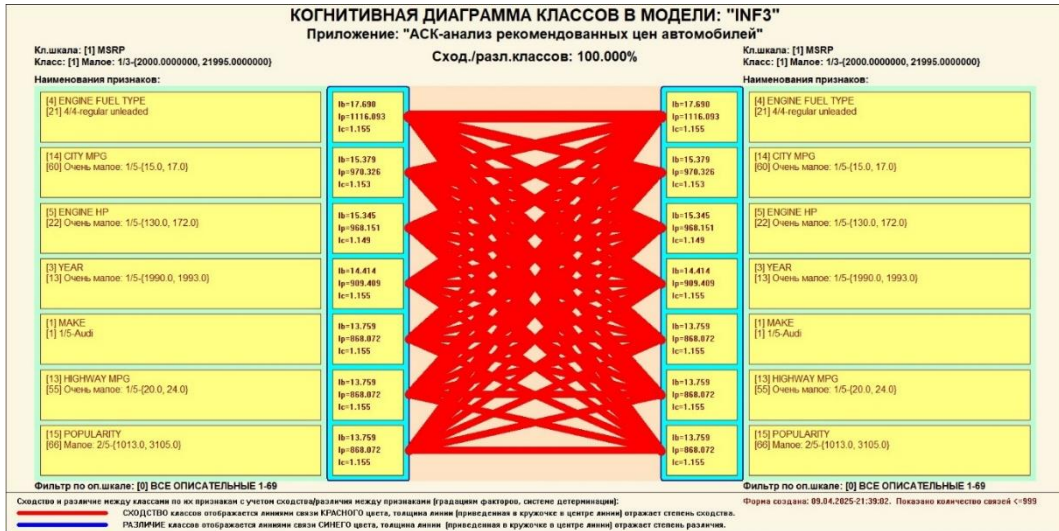 КОГНИТИВНАЯ ДИАГРАММА КЛАССОВ В МОДЕЛИ: "INF3"
Приложение: "АСК-анализ рекомендованных цен автомобилей"
Кл.шкала: [1] MSRP
Класс: [1] Малое: 1/3-{2000.0000000, 21995.0000000}
Сход./разл.классов: 100.000%
Кл.шкала: [1] MSRP
Класс: [1] Малое: 1/3-{2000.0000000, 21995.0000000}
Наименования признаков:
Наименования признаков:
[4] ENGINE FUEL TYPE
[21] 4/4-regular unleaded
Ib=17.690
Ip=1116.093
Ic=1.155
Ib=17.690
Ip=1116.093
Ic=1.155
[4] ENGINE FUEL TYPE
[21] 4/4-regular unleaded
[14] CITY MPG
[60] Очень малое: 1/5-{15.0, 17.0}
Ib=15.379
Ip=970.326
Ic=1.153
Ib=15.379
Ip=970.326
Ic=1.153
[14] CITY MPG
[60] Очень малое: 1/5-{15.0, 17.0}
[5] ENGINE HP
[22] Очень малое: 1/5-{130.0, 172.0}
Ib=15.345
Ip=968.151
Ic=1.149
Ib=15.345
Ip=968.151
Ic=1.149
[5] ENGINE HP
[22] Очень малое: 1/5-{130.0, 172.0}
[3] YEAR
[13] Очень малое: 1/5-{1990.0, 1993.0}
Ib=14.414
Ip=909.409
Ic=1.155
Ib=14.414
Ip=909.409
Ic=1.155
[3] YEAR
[13] Очень малое: 1/5-{1990.0, 1993.0}
[1] MAKE
[1] 1/5-Audi
Ib=13.759
Ip=868.072
Ic=1.155
Ib=13.759
Ip=868.072
Ic=1.155
[1] MAKE
[1] 1/5-Audi
[13] HIGHWAY MPG
[55] Очень малое: 1/5-{20.0, 24.0}
Ib=13.759
Ip=868.072
Ic=1.155
Ib=13.759
Ip=868.072
Ic=1.155
[13] HIGHWAY MPG
[55] Очень малое: 1/5-{20.0, 24.0}
[15] POPULARITY
[66] Малое: 2/5-{1013.0, 3105.0}
Ib=13.759
Ip=868.072
Ic=1.155
Ib=13.759
Ip=868.072
Ic=1.155
[15] POPULARITY
[66] Малое: 2/5-{1013.0, 3105.0}
Фильтр по оп.шкале: [0] ВСЕ ОПИСАТЕЛЬНЫЕ 1-69
Фильтр по оп.шкале: [0] ВСЕ ОПИСАТЕЛЬНЫЕ 1-69
Сходство и различие между классами по их признакам с учетом сходства/различия между признаками (градациям факторов, системе детерминации):
Форма создана: 09.04.2025-21:39:02. Показано количество связей <=999
СХОДСТВО классов отображается линиями связи КРАСНОГО цвета, толщина линии (приведенная в кружочке в центре линии) отражает степень сходства.
РАЗЛИЧИЕ классов отображается линиями связи СИНЕГО цвета, толщина линии (приведенная в кружочке в центре линии) отражает степень различия.